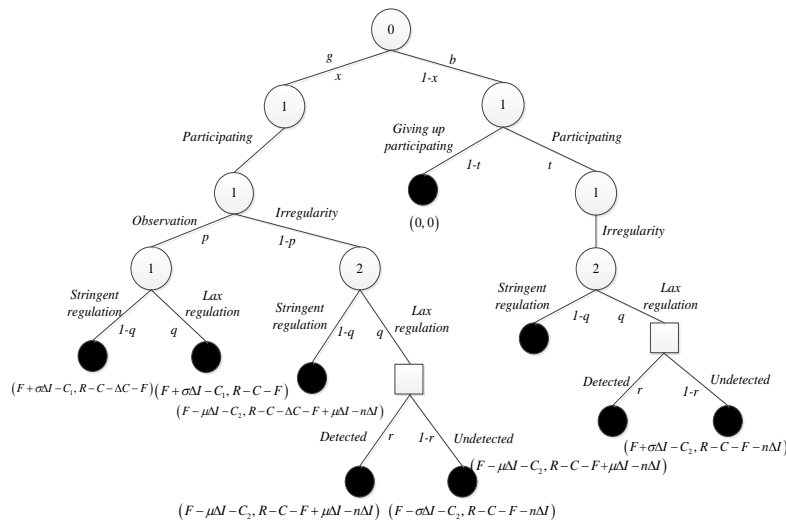 0
g
b
x
1-x
1
1
Participating
Giving up
participating
Participating
1-t
t
1
1
(0, 0)
Observation
Irregularity
Irregularity
p
1-p
1
2
2
Stringent
regulation
Lax
regulation
Stringent
regulation
Lax
regulation
Stringent
regulation
Lax
regulation
1-q
q
1-q
q
1-q
q
Detected
Undetected
r
1-r
(F+σΔI−C₁, R−C−ΔC−F)
(F+σΔI−C₁, R−C−F)
(F−μΔI−C₂, R−C−ΔC−F+μΔI−nΔI)
Detected
Undetected
r
1-r
(F+σΔI−C₂, R−C−F−nΔI)
(F−μΔI−C₂, R−C−F+μΔI−nΔI)
(F−μΔI−C₂, R−C−F+μΔI−nΔI)
(F−σΔI−C₂, R−C−F−nΔI)